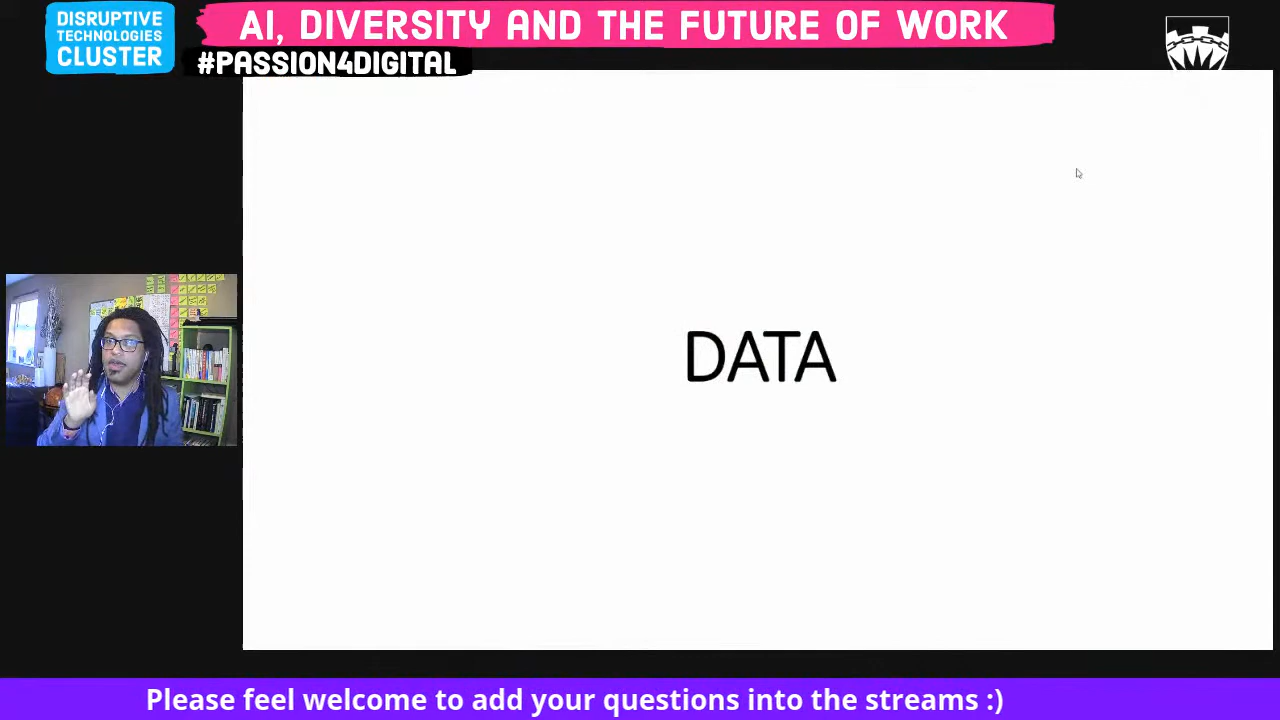 DISRUPTIVE
TECHNOLOGIES
CLUSTER
AI, DIVERSITY AND THE FUTURE OF WORK
#PASSION4DIGITAL
DATA
Please feel welcome to add your questions into the streams :)